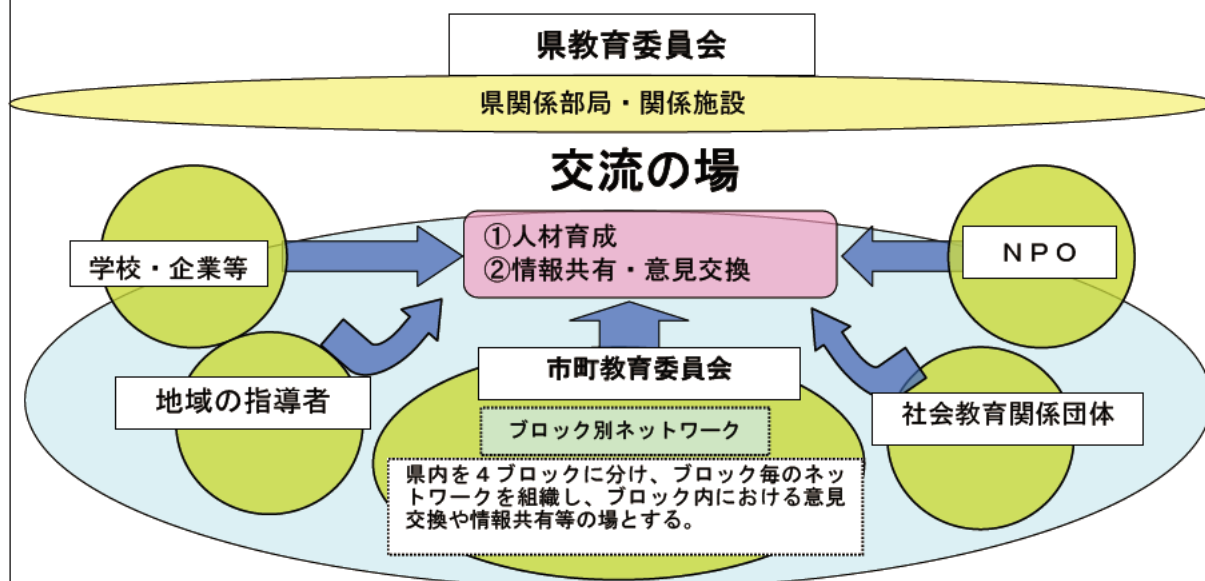 県教育委員会
県関係部局・関係施設
交流の場
①人材育成
②情報共有・意見交換
学校・企業等
NPO
地域の指導者
市町教育委員会
社会教育関係団体
ブロック別ネットワーク
県内を4ブロックに分け、ブロック毎のネッ
トワークを組織し、ブロック内における意見
交換や情報共有等の場とする。